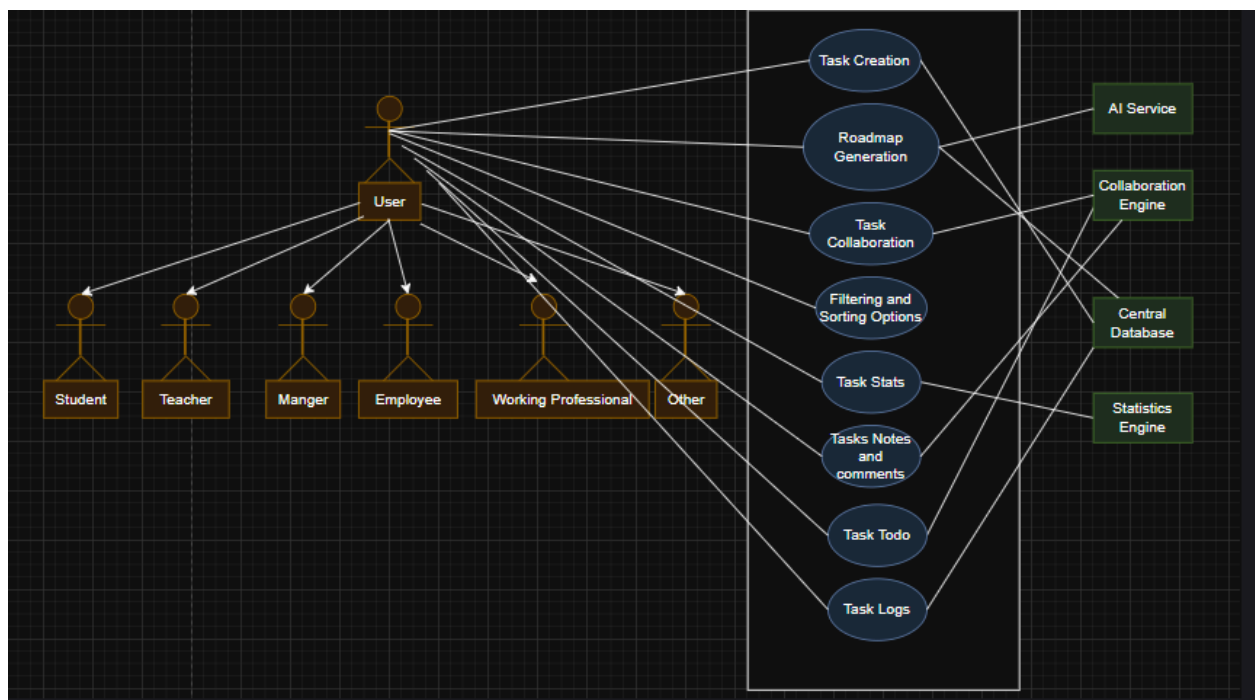 Task Creation
AI Service
Roadmap
Generation
Collaboration
Engine
User
Task
Collaboration
Filtering and
Sorting Options
Central
Database
Student
Teacher
Manger
Employee
Working Professional
Other
Task Stats
Statistics
Engine
Tasks Notes
and
comments
Task Todo
Task Logs